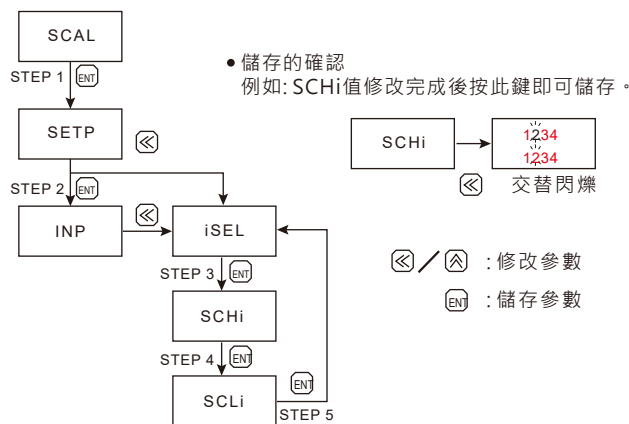 SCAL
STEP 1 ENT
SETP
STEP 2 ENT
INP
iSEL
STEP 3 ENT
SCHi
STEP 4 ENT
SCLi
ENT
STEP 5
●儲存的確認
例如: SCHi值修改完成後按此鍵即可儲存。
SCHi
1234
1234
交替閃爍
/ :修改參數
ENT :儲存參數